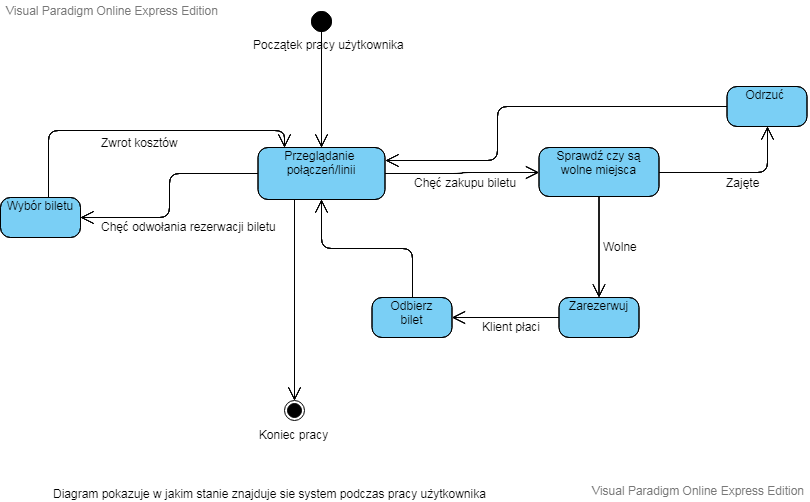 Visual Paradigm Online Express Edition
Początek pracy użytkownika
Odrzuć
Zwrot kosztów
Przeglądanie
połączeń/linii
Sprawdź czy są
wolne miejsca
Chęć zakupu biletu
Zajęte
Wybór biletu
Chęć odwołania rezerwacji biletu
Wolne
Odbierz
bilet
Zarezerwuj
Klient płaci
Koniec pracy
Diagram pokazuje w jakim stanie znajduje sie system podczas pracy użytkownika
Visual Paradigm Online Express Edition